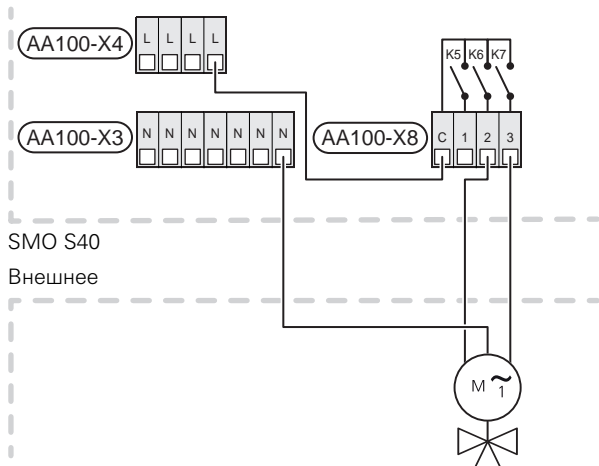 AA100-X4
L L L L
K5 K6 K7
AA100-X3
N N N N N N N
AA100-X8
C 1 2 3
SMO S40
Внешнее
M ~
1